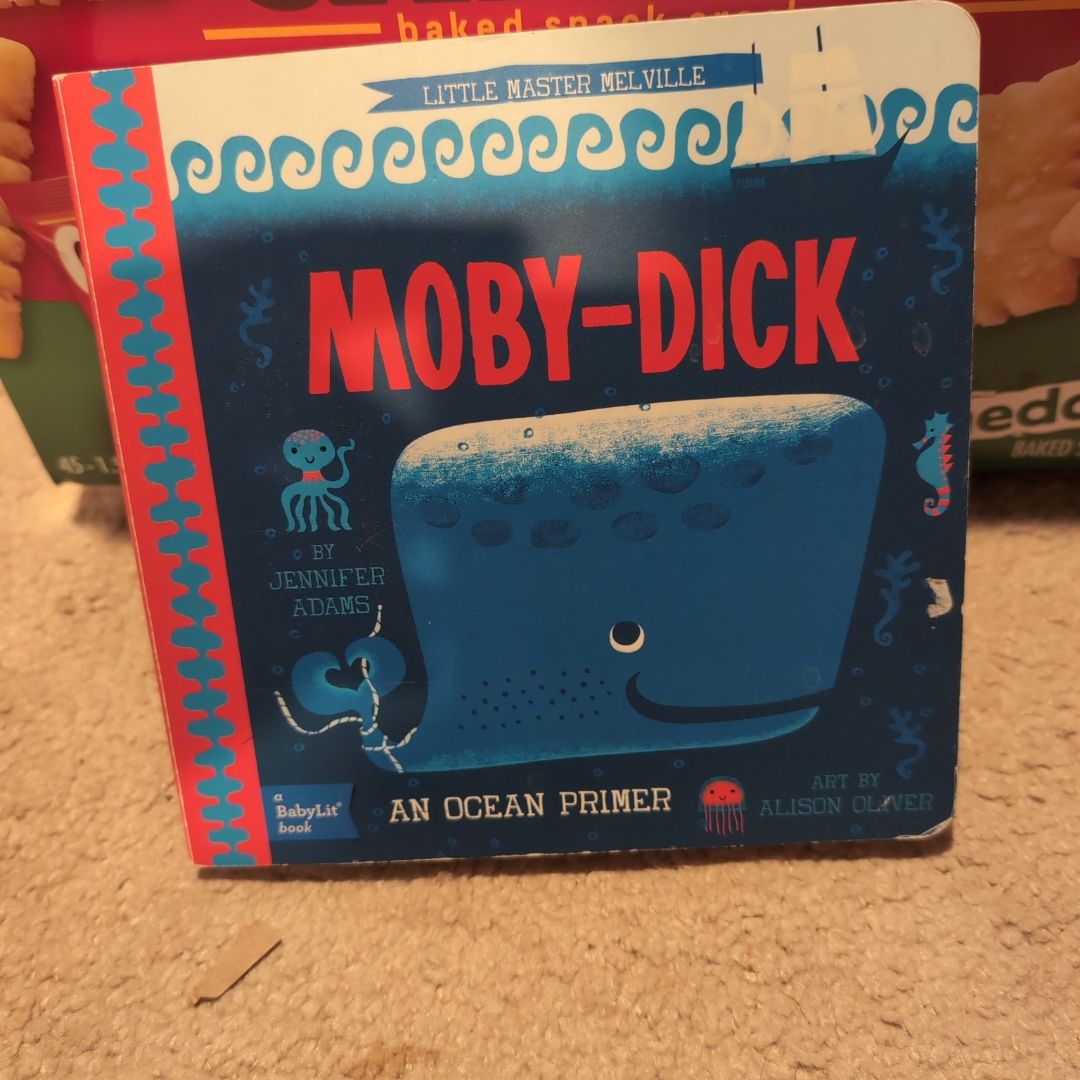 baked snack
LITTLE MASTER MELVILLE
MOBY-DICK
BY
JENNIFER
ADAMS
a
BabyLit®
book
AN OCEAN PRIMER
ART BY
ALISON OLIVER
BAKED